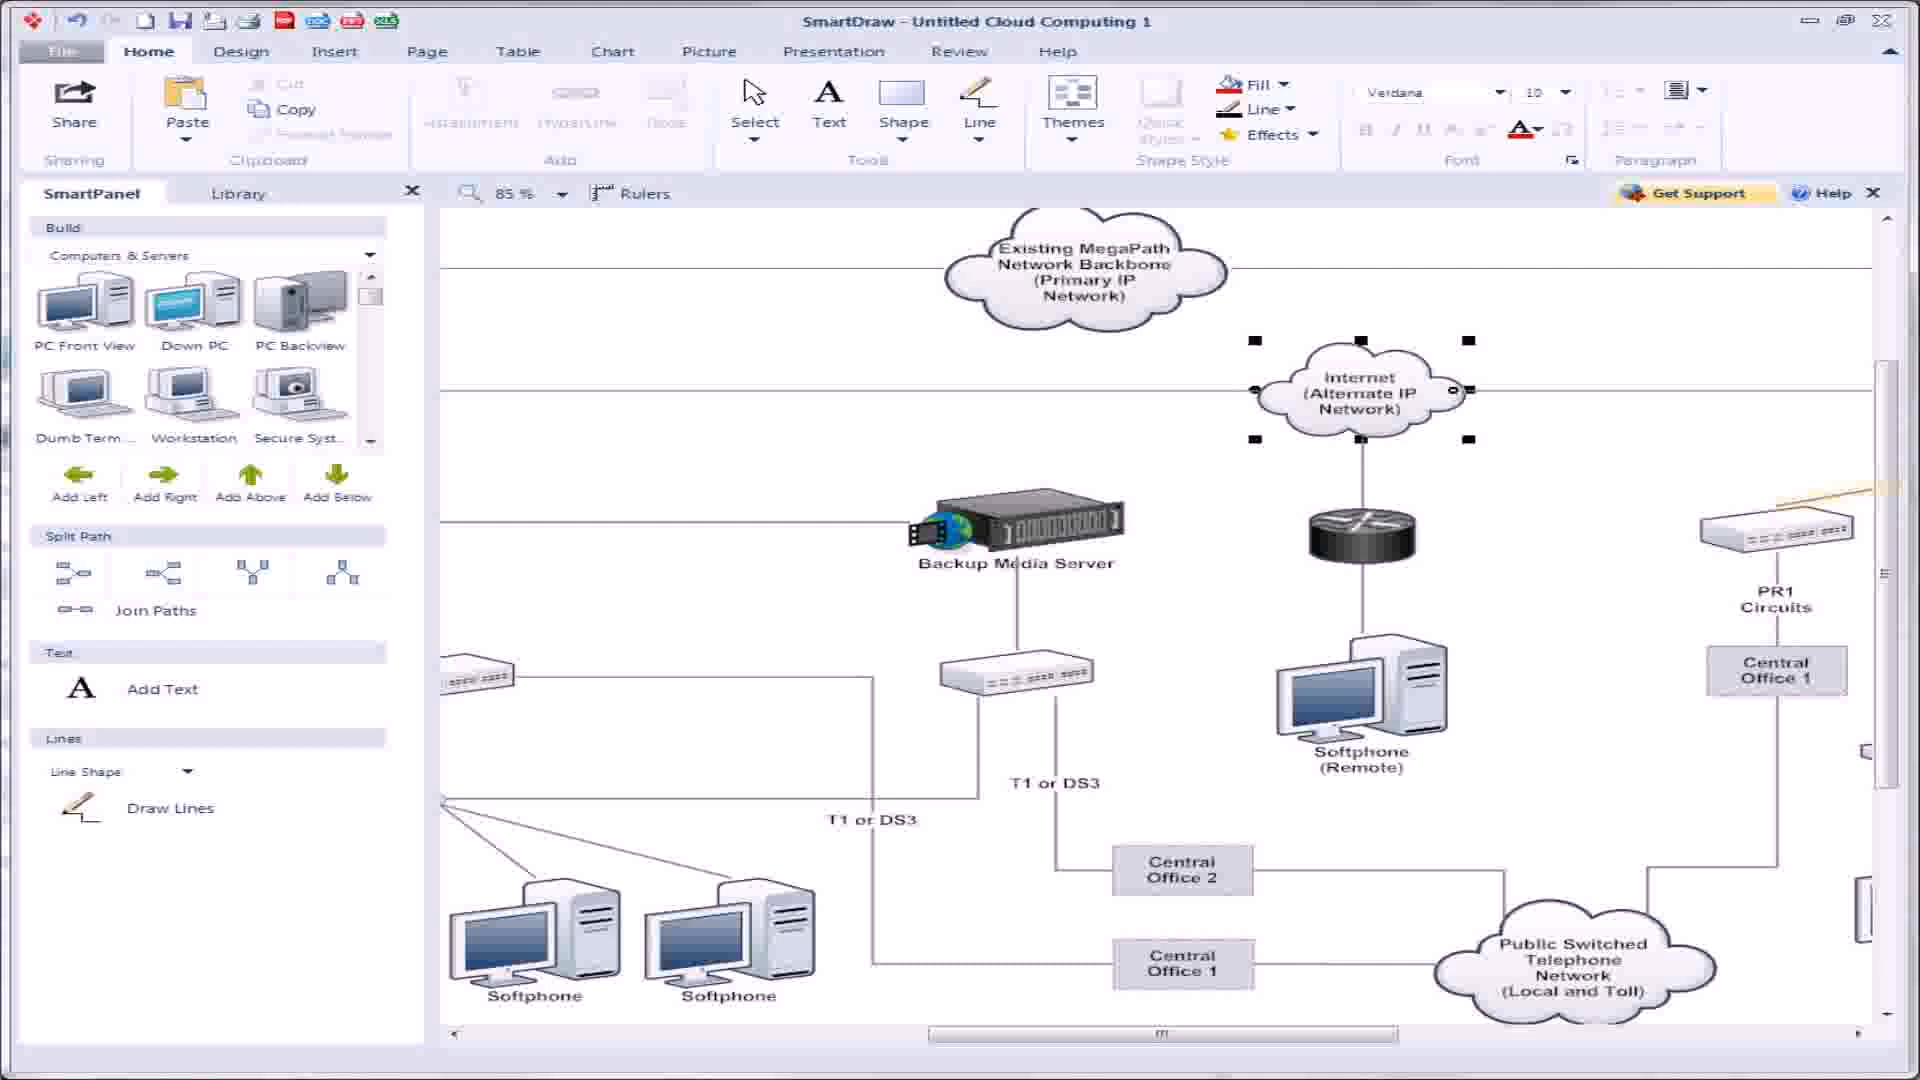 SmartDraw - Untitled Cloud Computing 1
File
Home
Design
Insert
Page
Table
Chart
Picture
Presentation
Review
Help
Share
Sharing
Paste
Cut
Copy
Clipboard
Hyperlink
Add
Select
Text
Shape
Line
Tools
Themes
Quick
Styles
Fill
Line
Effects
Shape Style
Verdana
10
B I U
Font
Paragraph
SmartPanel
Library
85 %
Rulers
Get Support
Help
Build
Computers & Servers
PC Front View
Down PC
PC Backview
Dumb Term...
Workstation
Secure Syst...
Add Left
Add Right
Add Above
Add Below
Split Path
Join Paths
Text
Add Text
Lines
Line Shape
Draw Lines
Existing MegaPath
Network Backbone
(Primary IP
Network)
Internet
(Alternate IP
Network)
Backup Media Server
PR1
Circuits
Central
Office 1
Softphone
(Remote)
T1 or DS3
T1 or DS3
Central
Office 2
Central
Office 1
Public Switched
Telephone
Network
(Local and Toll)
Softphone
Softphone